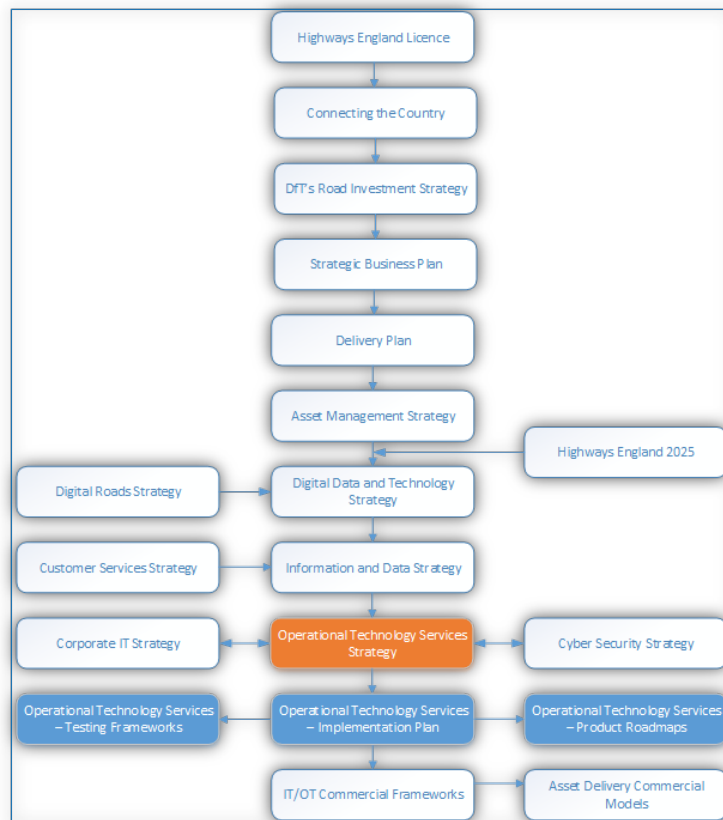 Highways England Licence
Connecting the Country
DfT's Road Investment Strategy
Strategic Business Plan
Delivery Plan
Asset Management Strategy
Highways England 2025
Digital Roads Strategy
Digital Data and Technology
Strategy
Customer Services Strategy
Information and Data Strategy
Corporate IT Strategy
Operational Technology Services
Strategy
Cyber Security Strategy
Operational Technology Services
– Testing Frameworks
Operational Technology Services
– Implementation Plan
Operational Technology Services
– Product Roadmaps
IT/OT Commercial Frameworks
Asset Delivery Commercial
Models